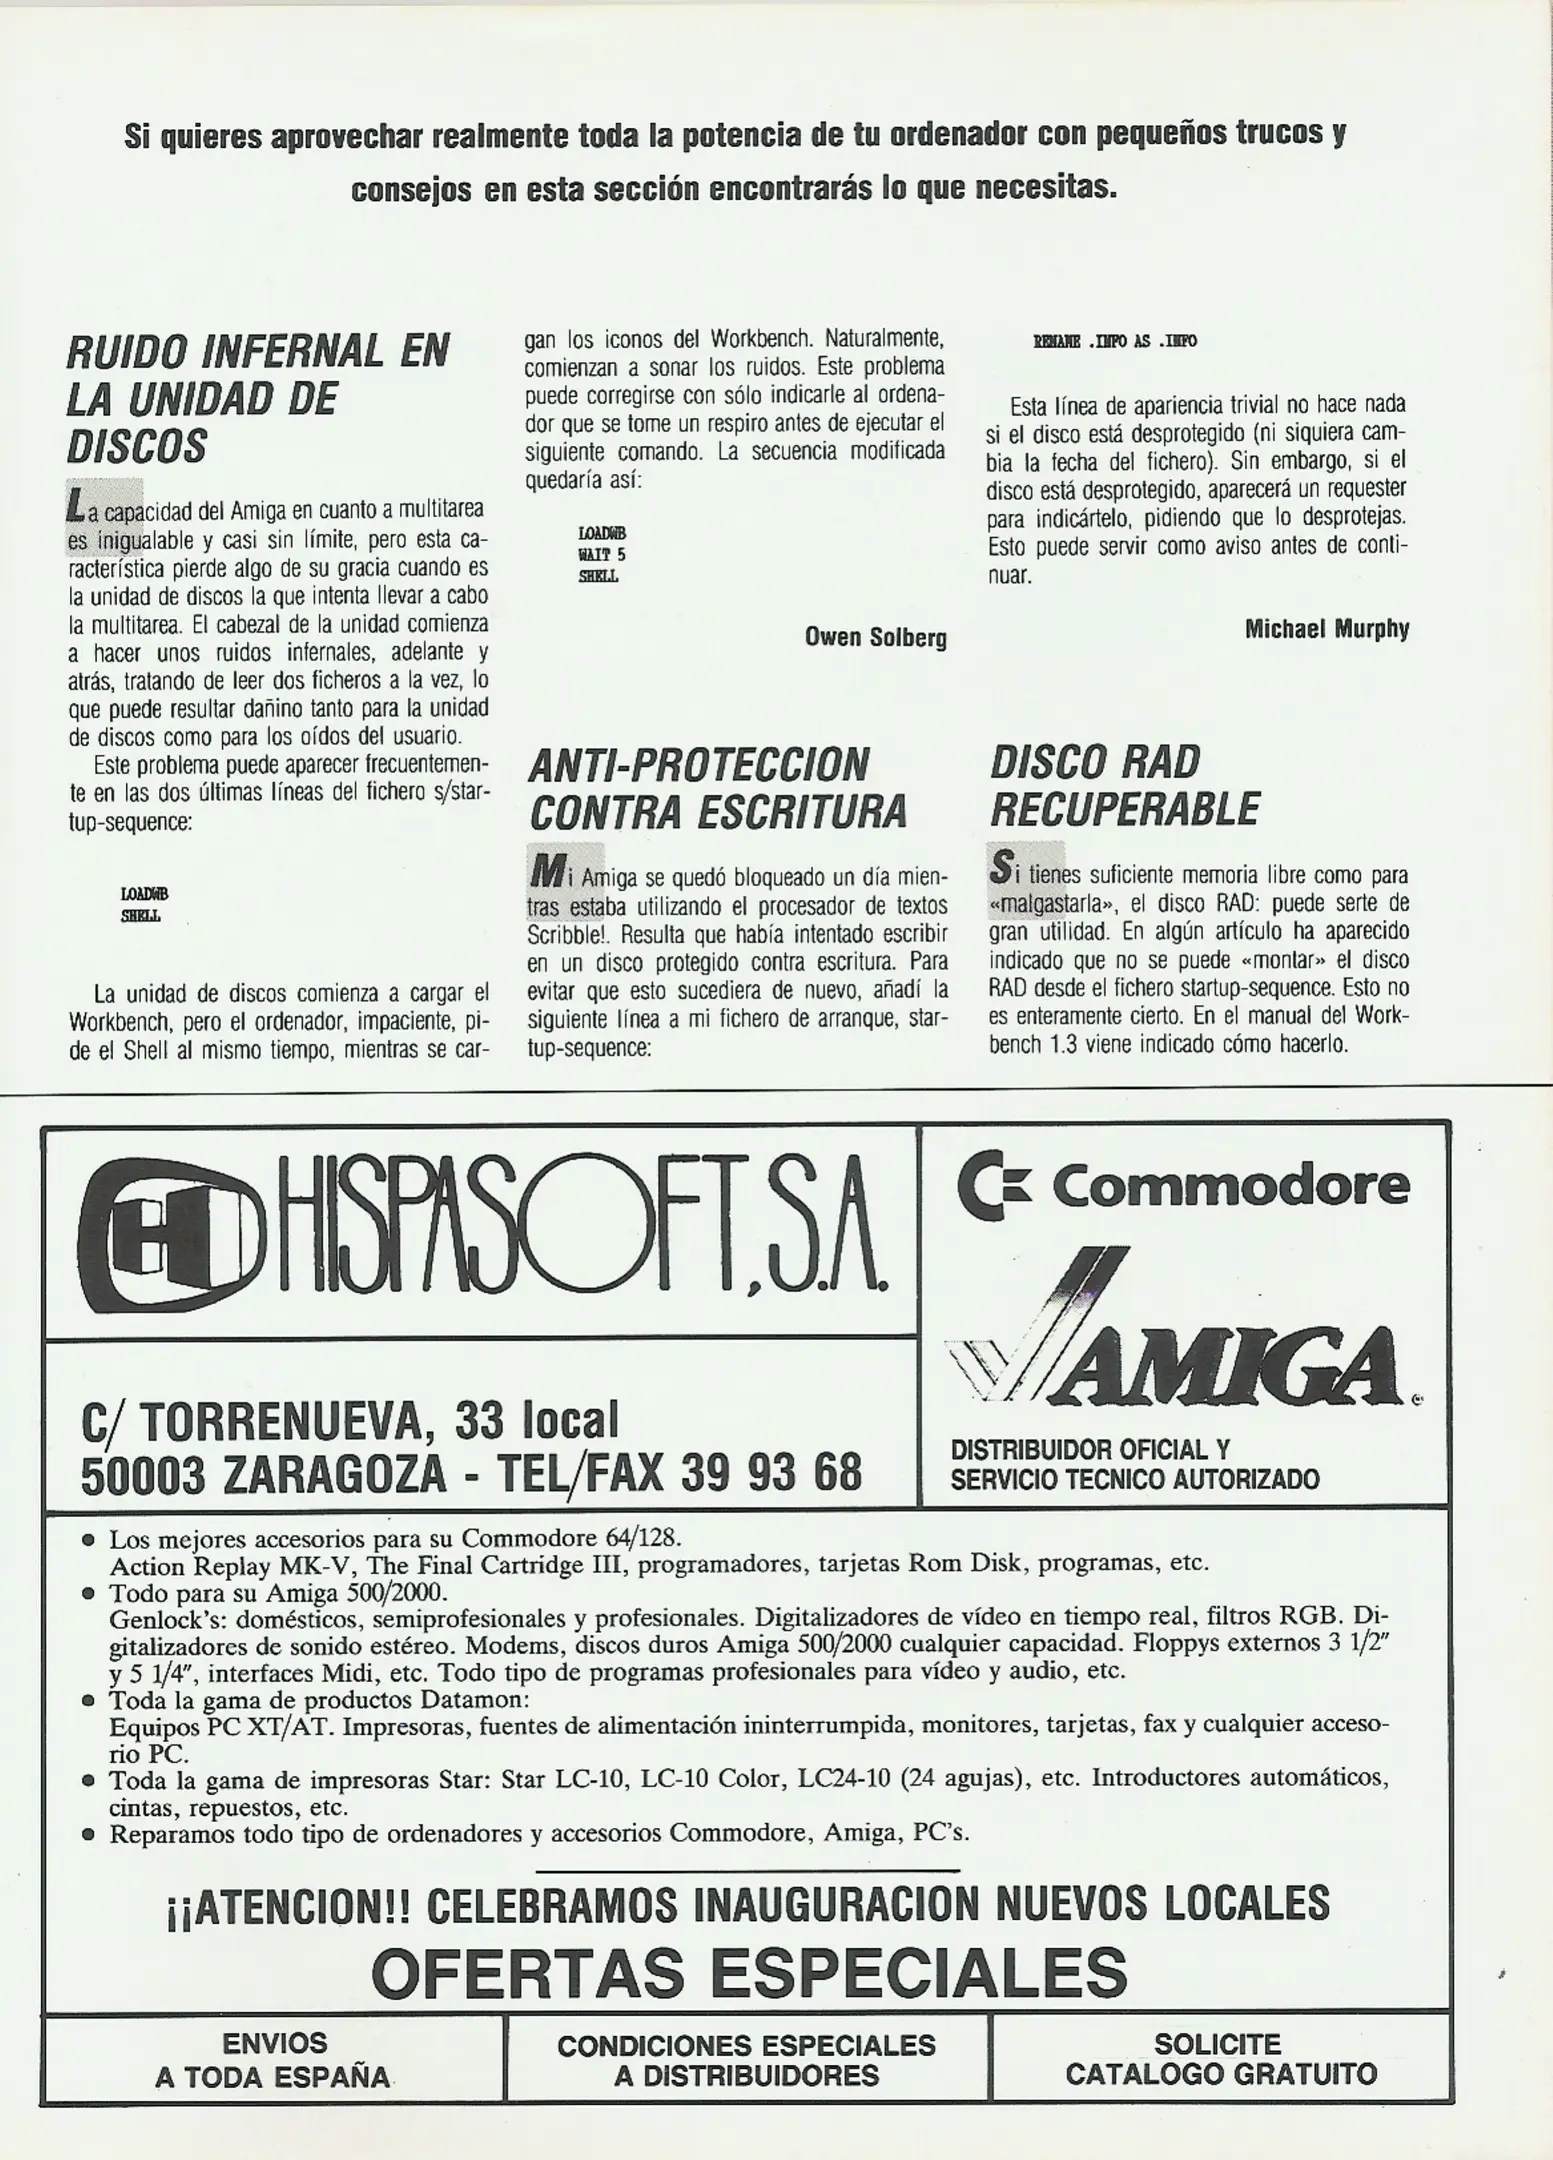 Si quieres aprovechar realmente toda la potencia de tu ordenador con pequeños trucos y
consejos en esta sección encontrarás lo que necesitas.
RUIDO INFERNAL EN
LA UNIDAD DE
DISCOS
La capacidad del Amiga en cuanto a multitarea
es inigualable y casi sin límite, pero esta ca-
racterística pierde algo de su gracia cuando es
la unidad de discos la que intenta llevar a cabo
la multitarea. El cabezal de la unidad comienza
a hacer unos ruidos infernales, adelante y
atrás, tratando de leer dos ficheros a la vez, lo
que puede resultar dañino tanto para la unidad
de discos como para los oídos del usuario.
Este problema puede aparecer frecuentemen-
te en las dos últimas líneas del fichero s/star-
tup-sequence:
LOADWB
SHELL
La unidad de discos comienza a cargar el
Workbench, pero el ordenador, impaciente, pi-
de el Shell al mismo tiempo, mientras se car-
gan los iconos del Workbench. Naturalmente,
comienzan a sonar los ruidos. Este problema
puede corregirse con sólo indicarle al ordena-
dor que se tome un respiro antes de ejecutar el
siguiente comando. La secuencia modificada
quedaría así:
LOADWB
WAIT 5
SHELL
Owen Solberg
ANTI-PROTECCION
CONTRA ESCRITURA
Mi Amiga se quedó bloqueado un día mien-
tras estaba utilizando el procesador de textos
Scribble!. Resulta que había intentado escribir
en un disco protegido contra escritura. Para
evitar que esto sucediera de nuevo, añadí la
siguiente línea a mi fichero de arranque, star-
tup-sequence:
RENAME .INFO AS .INFO
Esta línea de apariencia trivial no hace nada
si el disco está desprotegido (ni siquiera cam-
bia la fecha del fichero). Sin embargo, si el
disco está desprotegido, aparecerá un requester
para indicártelo, pidiendo que lo desprotejas.
Esto puede servir como aviso antes de conti-
nuar.
Michael Murphy
DISCO RAD
RECUPERABLE
Si tienes suficiente memoria libre como para
«malgastarla», el disco RAD: puede serte de
gran utilidad. En algún artículo ha aparecido
indicado que no se puede «montar» el disco
RAD desde el fichero startup-sequence. Esto no
es enteramente cierto. En el manual del Work-
bench 1.3 viene indicado cómo hacerlo.
HISPASOFT, S.A.
C/ TORRENUEVA, 33 local
50003 ZARAGOZA - TEL/FAX 39 93 68
Commodore
AMIGA
DISTRIBUIDOR OFICIAL Y
SERVICIO TECNICO AUTORIZADO
● Los mejores accesorios para su Commodore 64/128.
Action Replay MK-V, The Final Cartridge III, programadores, tarjetas Rom Disk, programas, etc.
● Todo para su Amiga 500/2000.
Genlock's: domésticos, semiprofesionales y profesionales. Digitalizadores de vídeo en tiempo real, filtros RGB. Di-
gitalizadores de sonido estéreo. Modems, discos duros Amiga 500/2000 cualquier capacidad. Floppys externos 3 1/2"
y 5 1/4", interfaces Midi, etc. Todo tipo de programas profesionales para vídeo y audio, etc.
● Toda la gama de productos Datamon:
Equipos PC XT/AT. Impresoras, fuentes de alimentación ininterrumpida, monitores, tarjetas, fax y cualquier acceso-
rio PC.
● Toda la gama de impresoras Star: Star LC-10, LC-10 Color, LC24-10 (24 agujas), etc. Introductores automáticos,
cintas, repuestos, etc.
● Reparamos todo tipo de ordenadores y accesorios Commodore, Amiga, PC's.
¡¡ATENCION!! CELEBRAMOS INAUGURACION NUEVOS LOCALES
OFERTAS ESPECIALES
ENVIOS
A TODA ESPAÑA
CONDICIONES ESPECIALES
A DISTRIBUIDORES
SOLICITE
CATALOGO GRATUITO